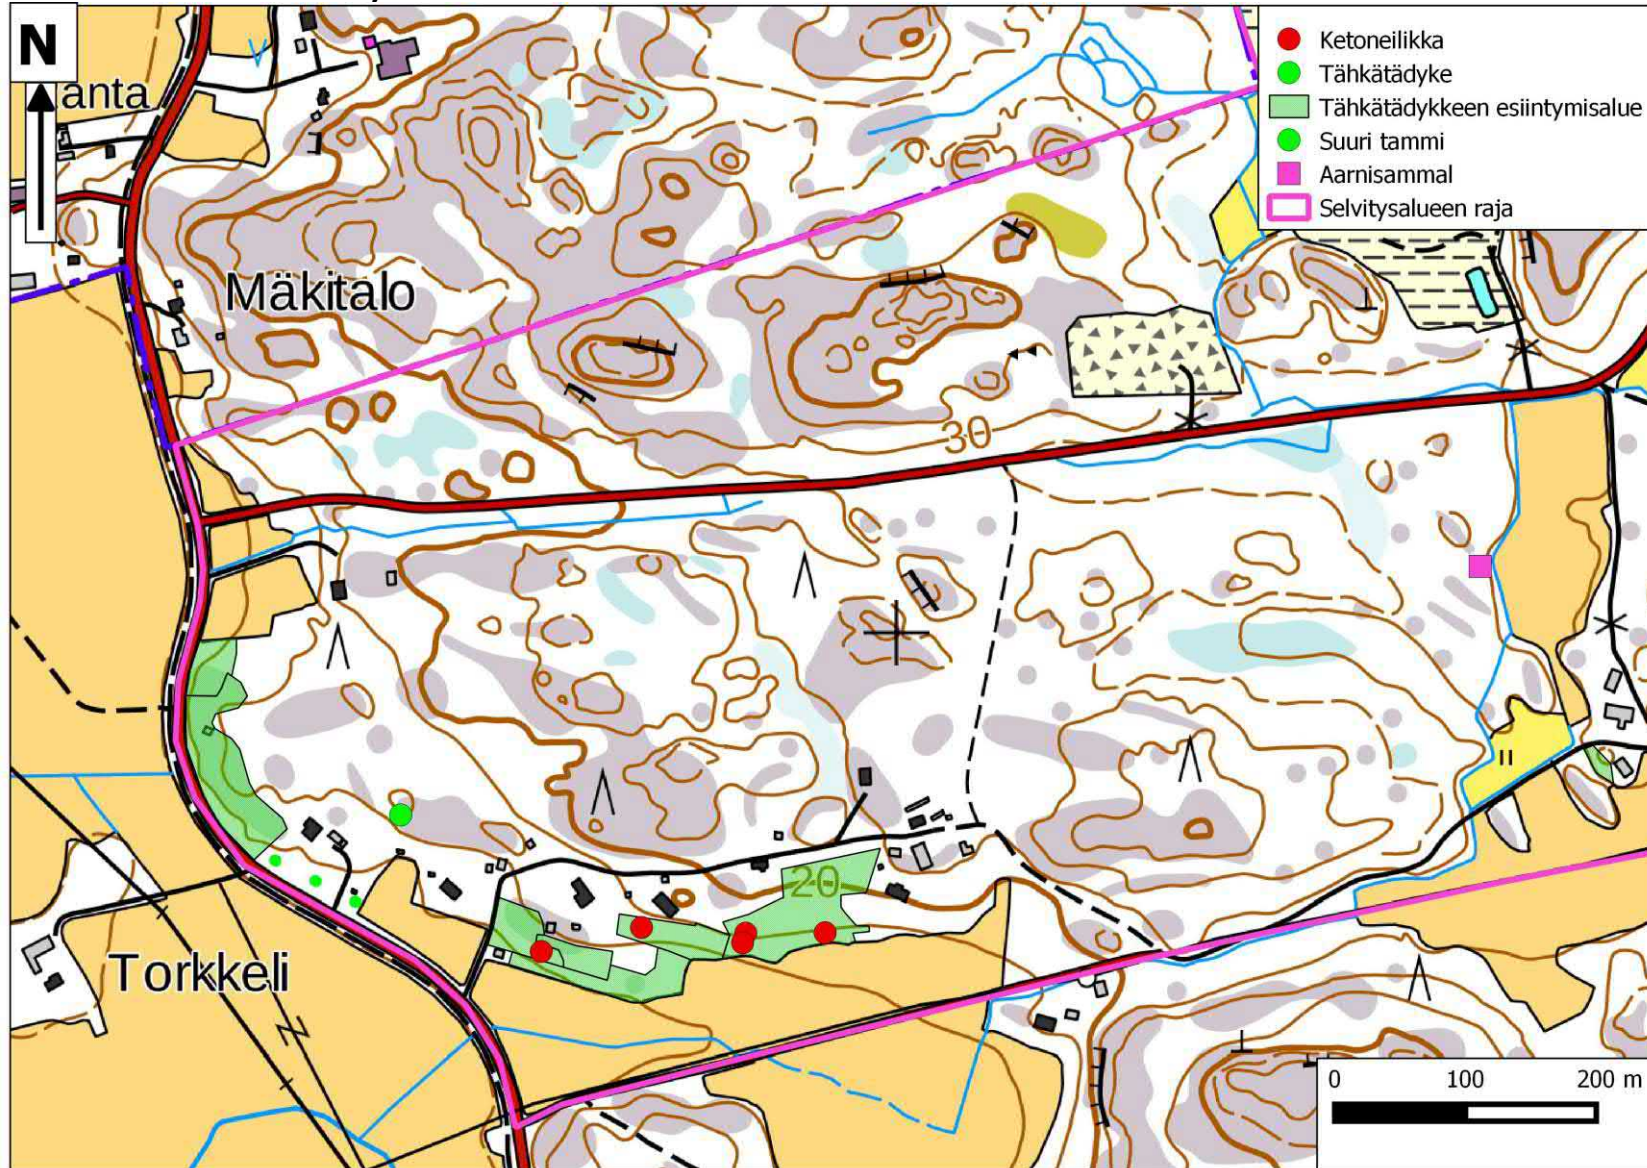 N
anta
Mäkitalo
Ketoneilikka
Tähkätädyke
Tähkätädykkeen esiintymisalue
Suuri tammi
Aarnisammal
Selvitysalueen raja
30
20
Torkkeli
0 100 200 m